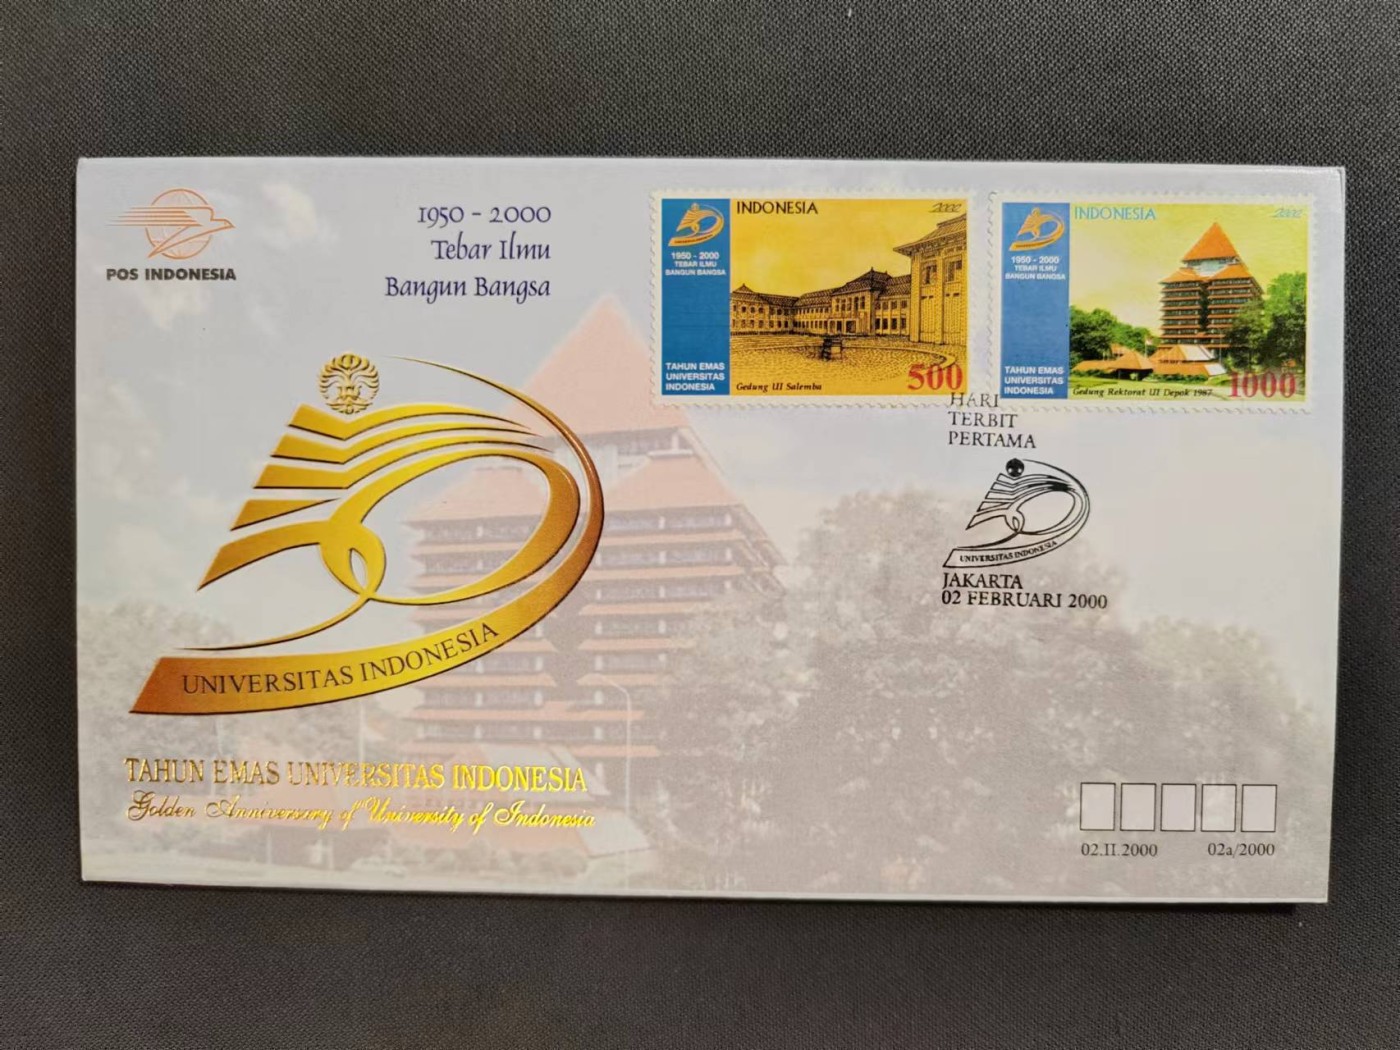 POS INDONESIA
1950 - 2000
Tebar Ilmu
Bangun Bangsa
UNIVERSITAS INDONESIA
TAHUN EMAS UNIVERSITAS INDONESIA
Golden Anniversary of "University of Indonesia
INDONESIA
2000
1950 - 2000
TEBAR ILMU
BANGUN BANGSA
TAHUN EMAS
UNIVERSITAS
INDONESIA
Gedung UI Salemba
500
INDONESIA
2000
1950 - 2000
TEBAR ILMU
BANGUN BANGSA
TAHUN EMAS
UNIVERSITAS
INDONESIA
Gedung Rektorat UI Depok 1987
1000
HARI
TERBIT
PERTAMA
UNIVERSITAS INDONESIA
JAKARTA
02 FEBRUARI 2000
02.II.2000
02a/2000